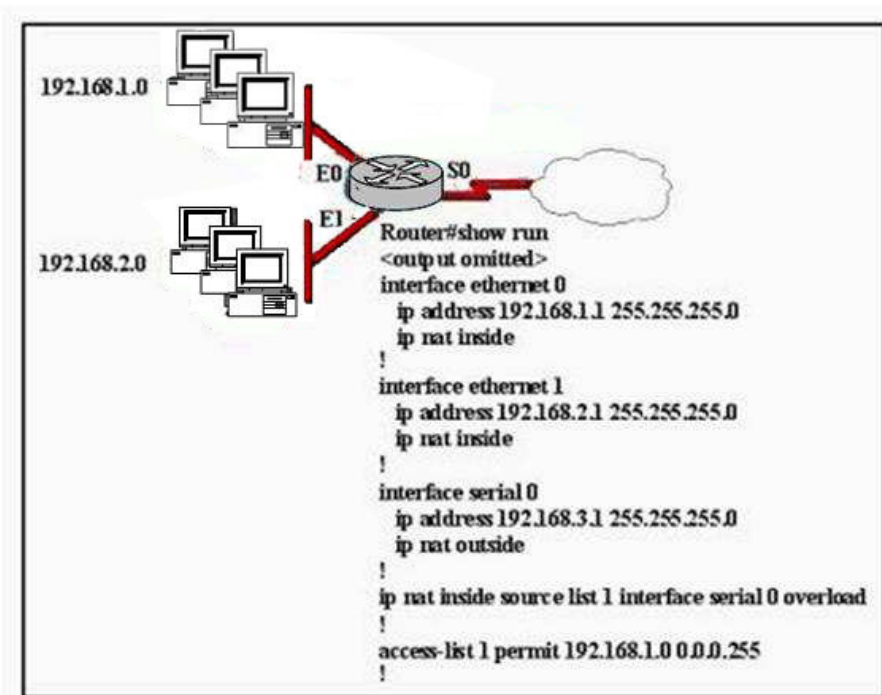 192.168.1.0
E0
S0
E1
192.168.2.0
Router#show run
<output omitted>
interface ethernet 0
ip address 192.168.1.1 255.255.255.0
ip nat inside
!
interface ethernet 1
ip address 192.168.2.1 255.255.255.0
ip nat inside
!
interface serial 0
ip address 192.168.3.1 255.255.255.0
ip nat outside
!
ip nat inside source list 1 interface serial 0 overload
!
access-list 1 permit 192.168.1.0 0.0.0.255
!